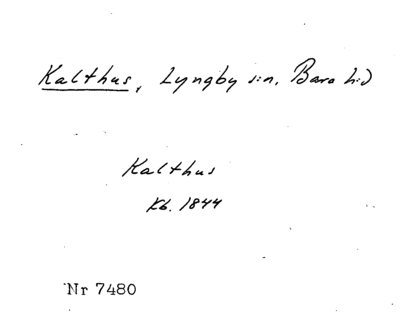 Kalthus, Lyngby s:n, Bara h:d
Kalthus
Kb. 1844
Nr 7480